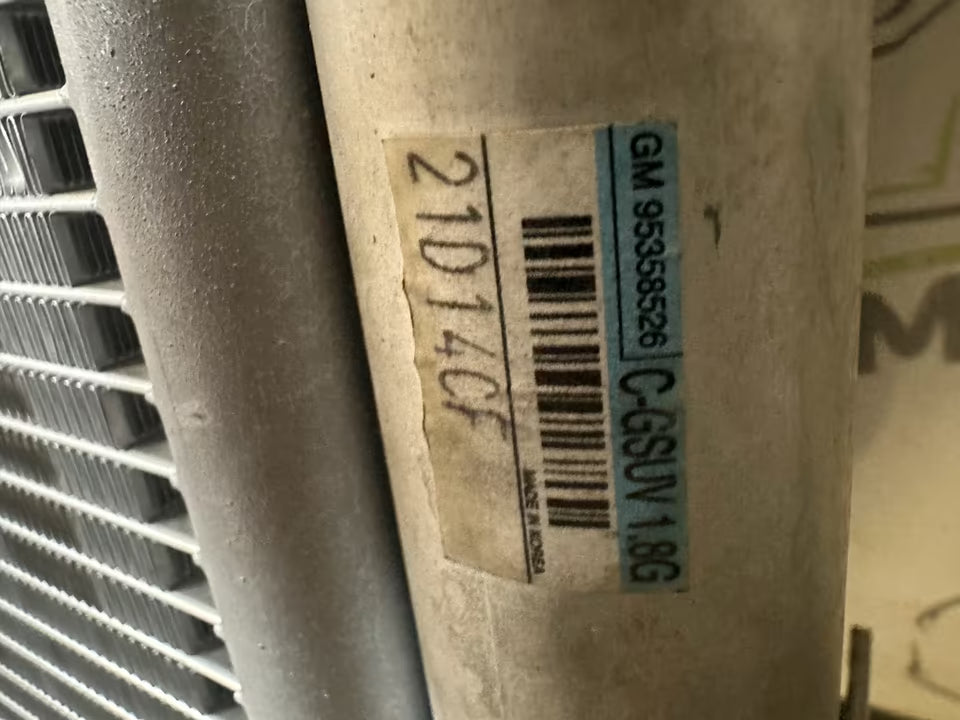 GM 95358526
C-GSUV 1.8G
MADE IN KOREA
21D14CF